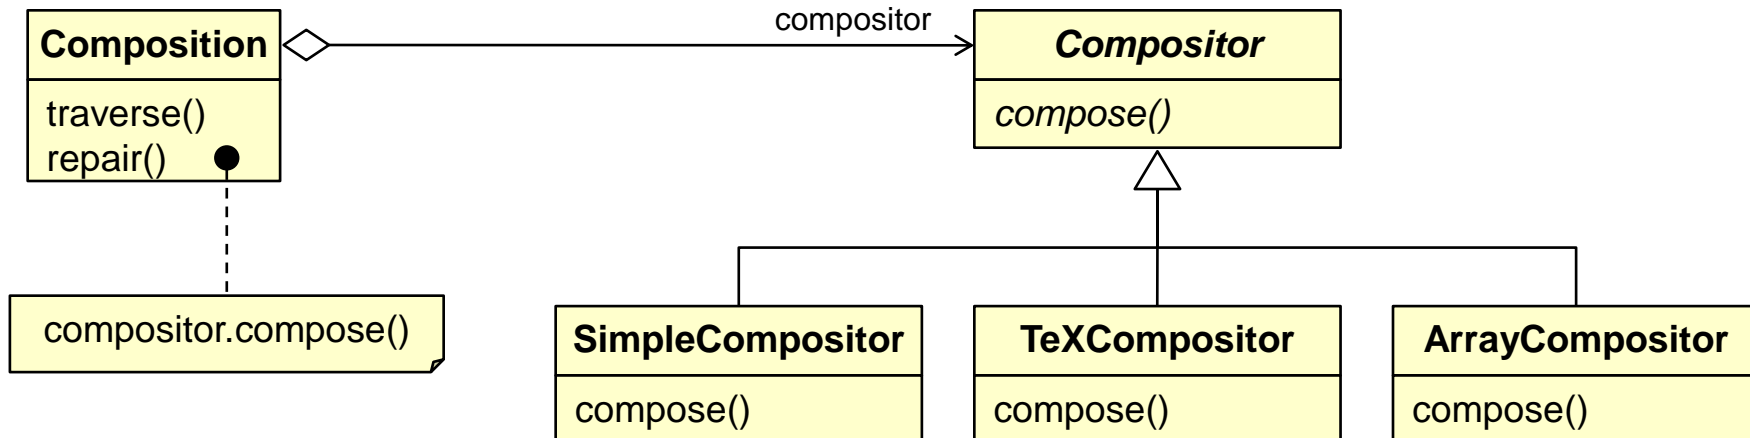 Composition
traverse()
repair()
compositor
Compositor
compose()
compositor.compose()
SimpleCompositor
compose()
TeXCompositor
compose()
ArrayCompositor
compose()